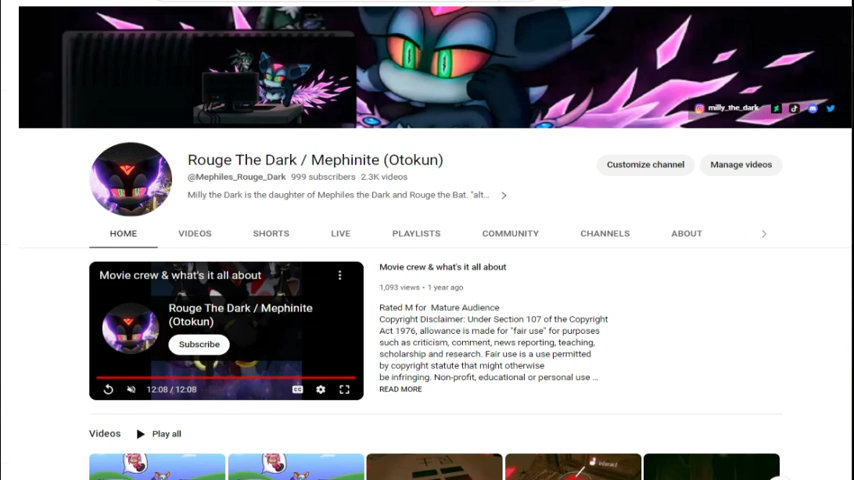 milly_the_dark
Rouge The Dark / Mephinite (Otokun)
@Mephiles_Rouge_Dark 999 subscribers 2.3K videos
Milly the Dark is the daughter of Mephiles the Dark and Rouge the Bat. "alt...
Customize channel
Manage videos
HOME VIDEOS SHORTS LIVE PLAYLISTS COMMUNITY CHANNELS ABOUT
Movie crew & what's it all about
Rouge The Dark / Mephinite
(Otokun)
Subscribe
12:08 / 12:08
CC
Movie crew & what's it all about
1,093 views • 1 year ago
Rated M for Mature Audience
Copyright Disclaimer: Under Section 107 of the Copyright
Act 1976, allowance is made for "fair use" for purposes
such as criticism, comment, news reporting, teaching,
scholarship and research. Fair use is a use permitted
by copyright statute that might otherwise
be infringing. Non-profit, educational or personal use ...
READ MORE
Videos Play all
Interact